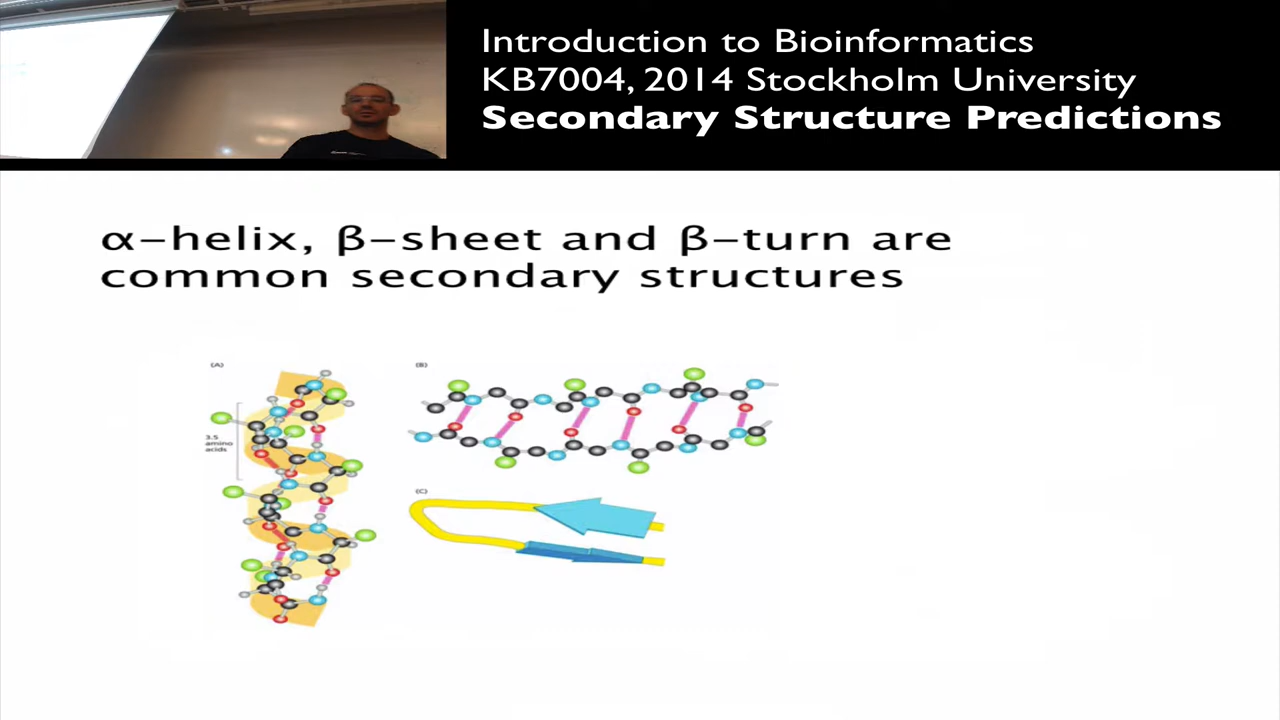 Introduction to Bioinformatics
KB7004, 2014 Stockholm University
Secondary Structure Predictions
α–helix, β–sheet and β–turn are
common secondary structures
(A)
(B)
3.5
amino
acids
(C)